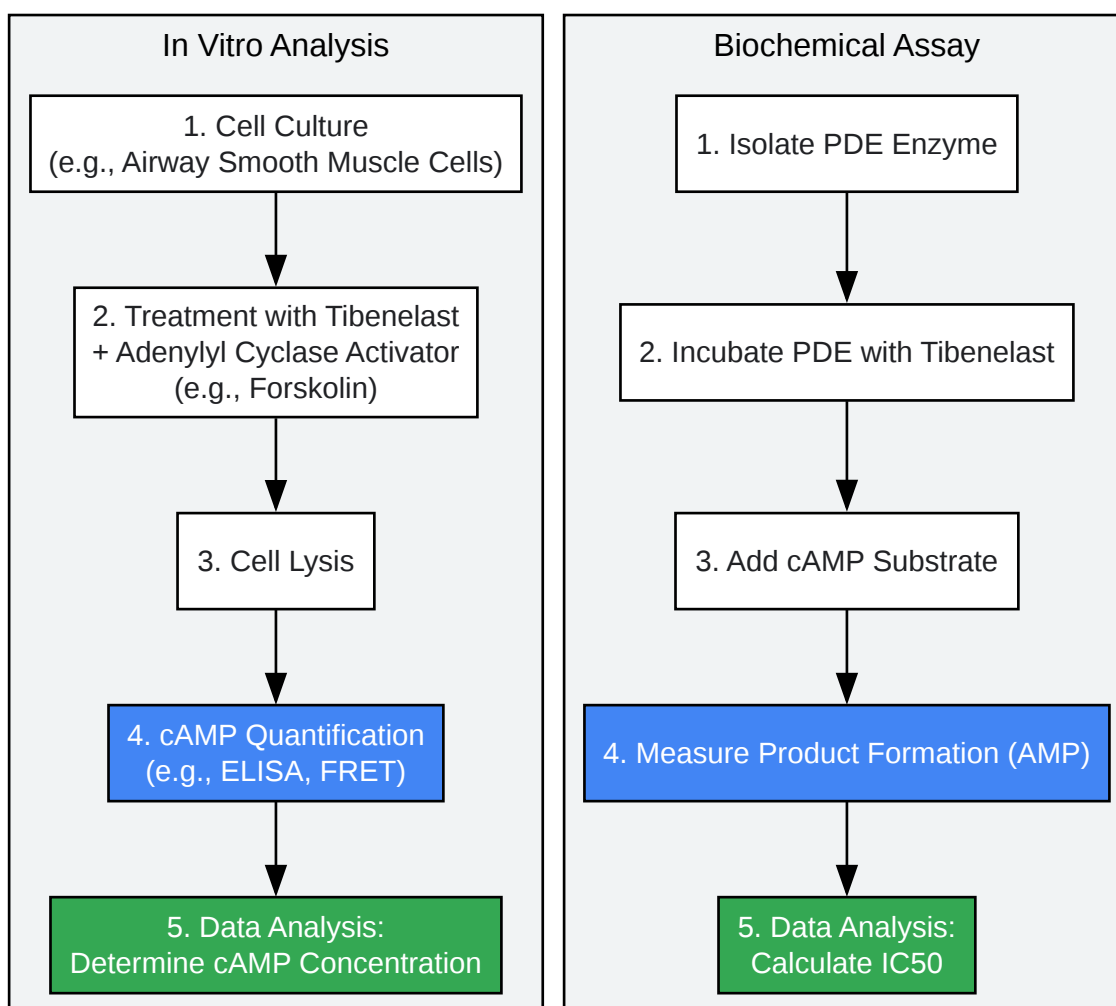 In Vitro Analysis
1. Cell Culture
(e.g., Airway Smooth Muscle Cells)
2. Treatment with Tibenelast
+ Adenylyl Cyclase Activator
(e.g., Forskolin)
3. Cell Lysis
4. cAMP Quantification
(e.g., ELISA, FRET)
5. Data Analysis:
Determine cAMP Concentration
Biochemical Assay
1. Isolate PDE Enzyme
2. Incubate PDE with Tibenelast
3. Add cAMP Substrate
4. Measure Product Formation (AMP)
5. Data Analysis:
Calculate IC50